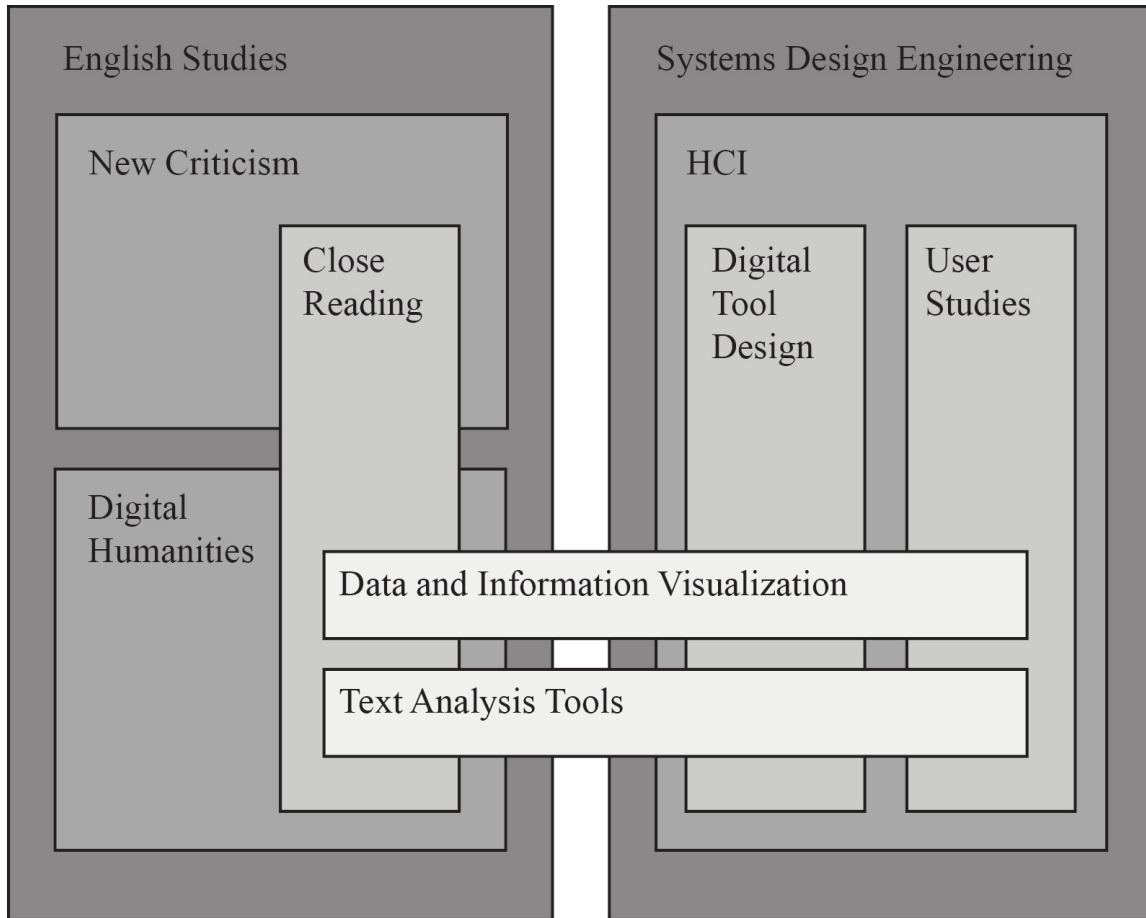 English Studies
New Criticism
Close
Reading
Digital
Humanities
Systems Design Engineering
HCI
Digital
Tool
Design
User
Studies
Data and Information Visualization
Text Analysis Tools